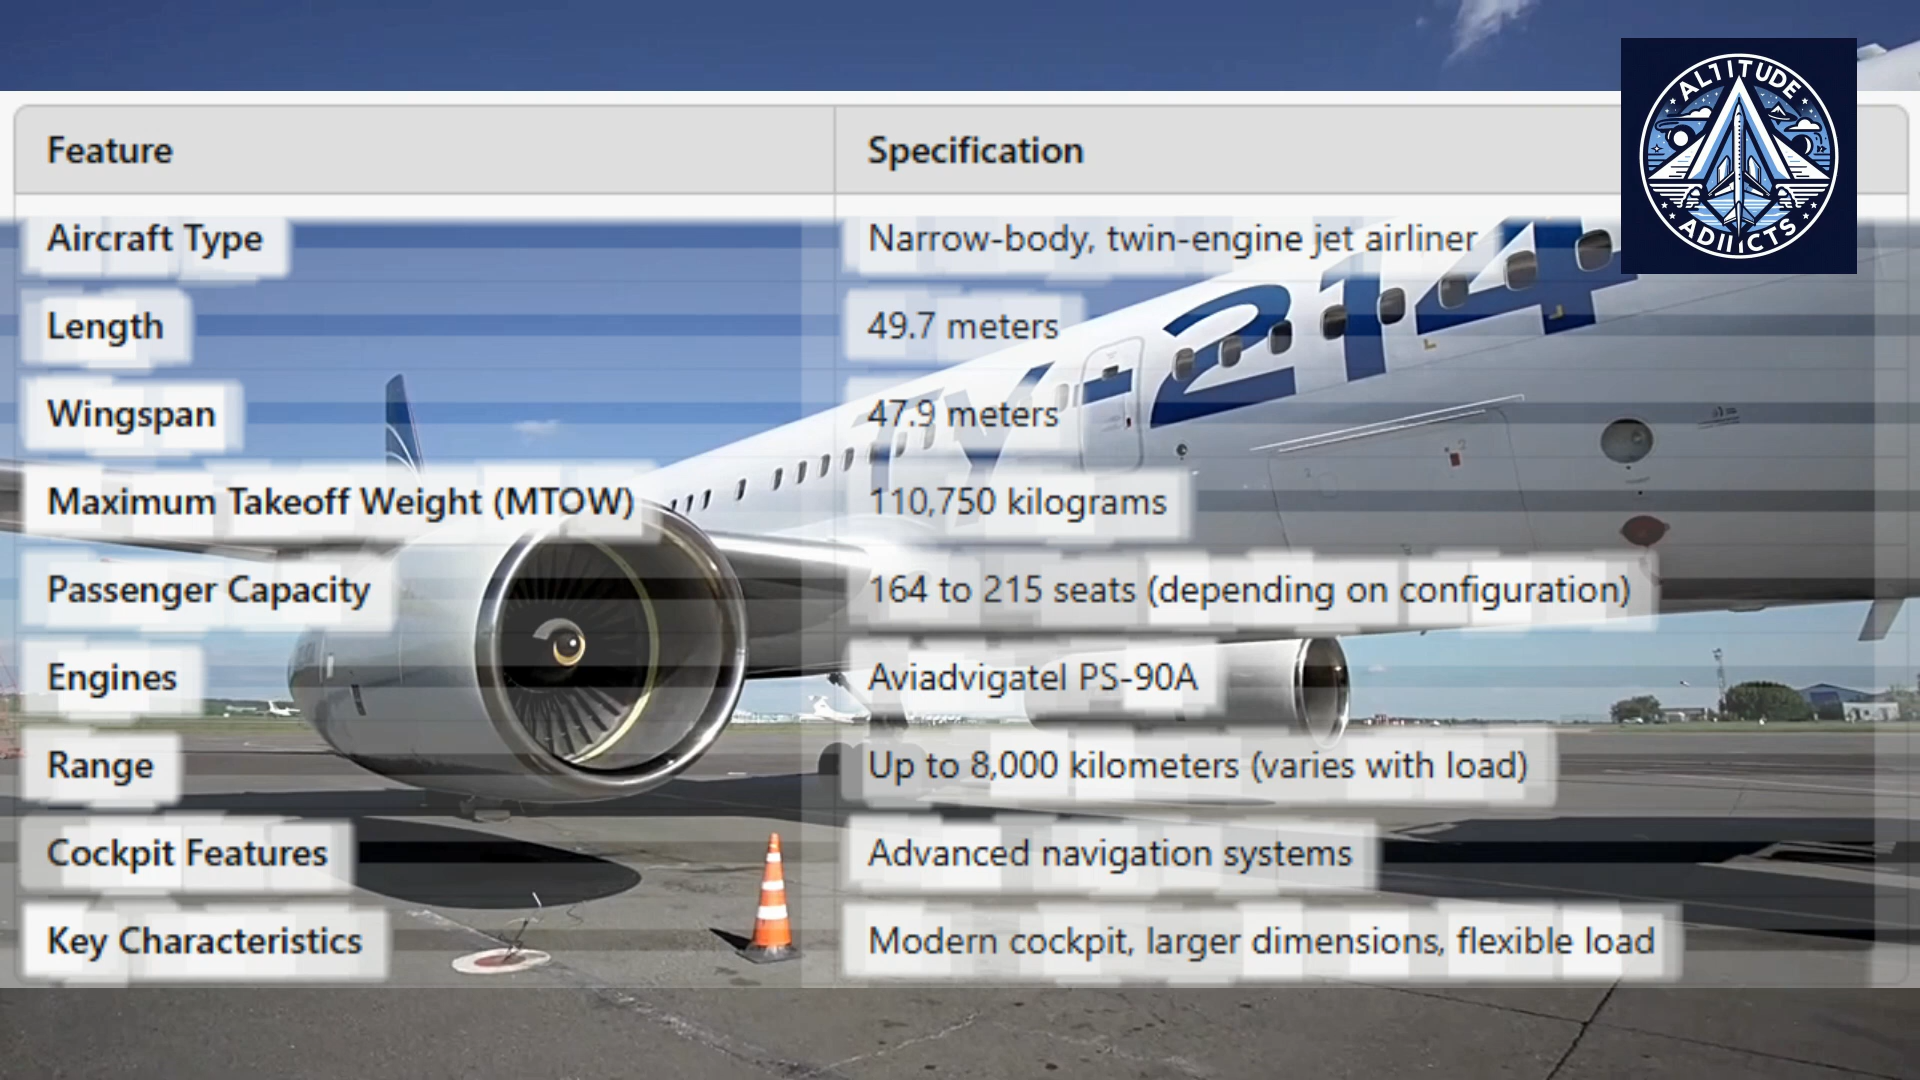 ALTITUDE
ADIICTS
Feature Specification
Aircraft Type Narrow-body, twin-engine jet airliner
Length 49.7 meters
Wingspan 47.9 meters
Maximum Takeoff Weight (MTOW) 110,750 kilograms
Passenger Capacity 164 to 215 seats (depending on configuration)
Engines Aviadvigatel PS-90A
Range Up to 8,000 kilometers (varies with load)
Cockpit Features Advanced navigation systems
Key Characteristics Modern cockpit, larger dimensions, flexible load
ТУ-214